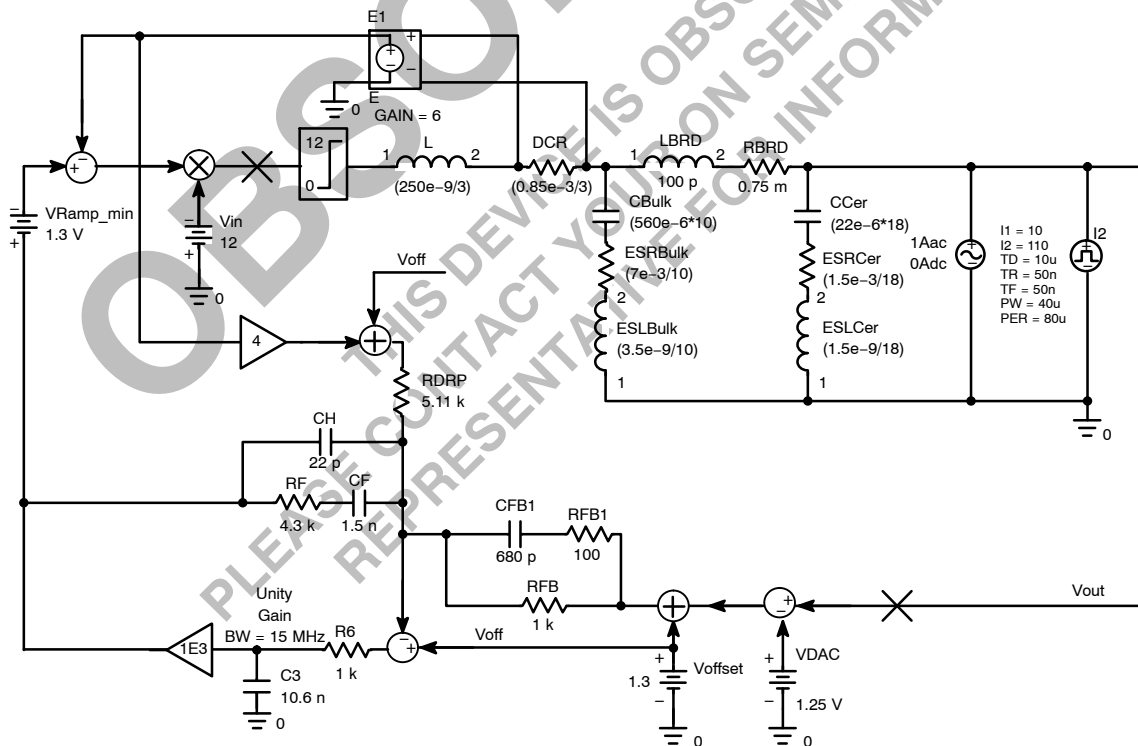 E1
+
−
+
−
E
0
GAIN = 6
12
0
L
1
2
(250e−9/3)
DCR
(0.85e−3/3)
LBRD
1
2
100 p
RBRD
0.75 m
−
+
−
+
VRamp_min
1.3 V
−
+
Vin
12
0
CBulk
(560e−6*10)
ESRBulk
(7e−3/10)
2
ESLBulk
(3.5e−9/10)
1
CCer
(22e−6*18)
ESRCer
(1.5e−3/18)
2
ESLCer
(1.5e−9/18)
1
1Aac
0Adc
+
−
I1 = 10
I2 = 110
TD = 10u
TR = 50n
TF = 50n
PW = 40u
PER = 80u
I2
+
−
0
Voff
4
RDRP
5.11 k
CH
22 p
RF
4.3 k
CF
1.5 n
CFB1
680 p
RFB1
100
RFB
1 k
Unity
Gain
BW = 15 MHz
1E3
R6
1 k
C3
10.6 n
0
−
+
Voff
+
Voffset
1.3
−
0
+
−
VDAC
+
1.25 V
−
0
Vout
THIS DEVICE IS OBSO
PLEASE CONTACT YOUR ON SEM
REPRESENTATIVE FOR INFORM